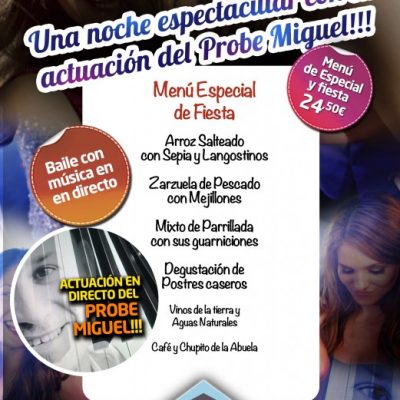 Una noche espectacular con
actuación del Probe Miguel!!!
Menú
de Especial
y fiesta
24,50€
Menú Especial
de Fiesta
Baile con
música en
en directo
Arroz Salteado
con Sepia y Langostinos
Zarzuela de Pescado
con Mejillones
Mixto de Parrillada
con sus guarniciones
Degustación de
Postres caseros
Vinos de la tierra y
Aguas Naturales
Café y Chupito de la Abuela
ACTUACIÓN EN
DIRECTO DEL
PROBE
MIGUEL!!!